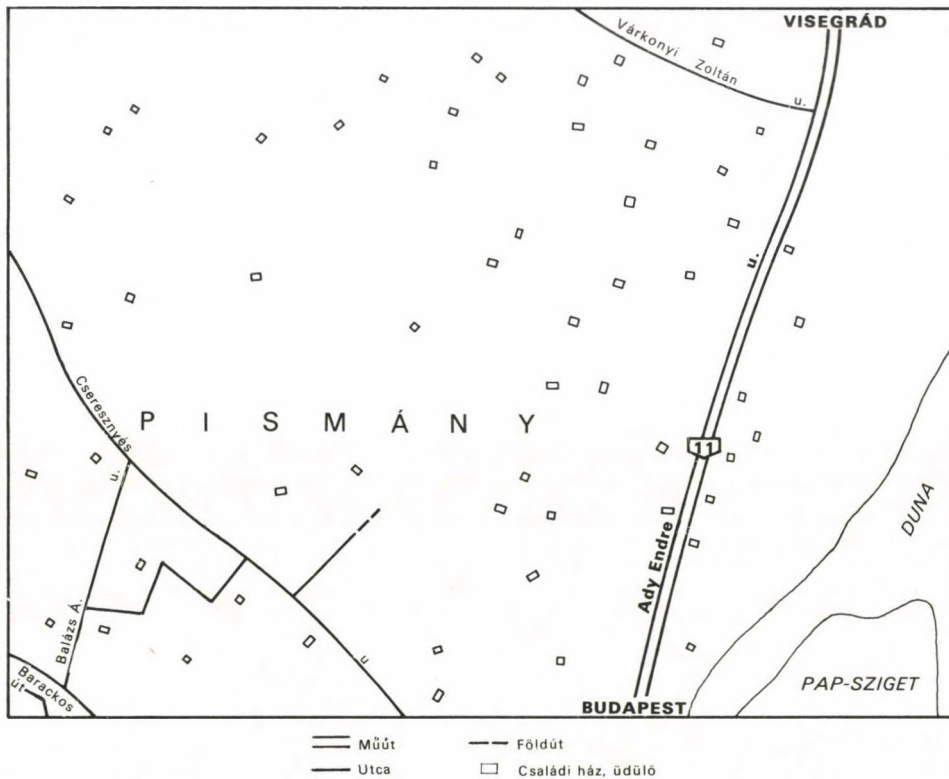 VISEGRÁD
Várkonyi Zoltán u.
u.
Cseresznyés
PISMÁNY
u.
11
DUNA
Ady Endre
Balázs Á.
u
Barackos
út
PAP-SZIGET
BUDAPEST
Műút
Földút
Utca
Családi ház, üdülő